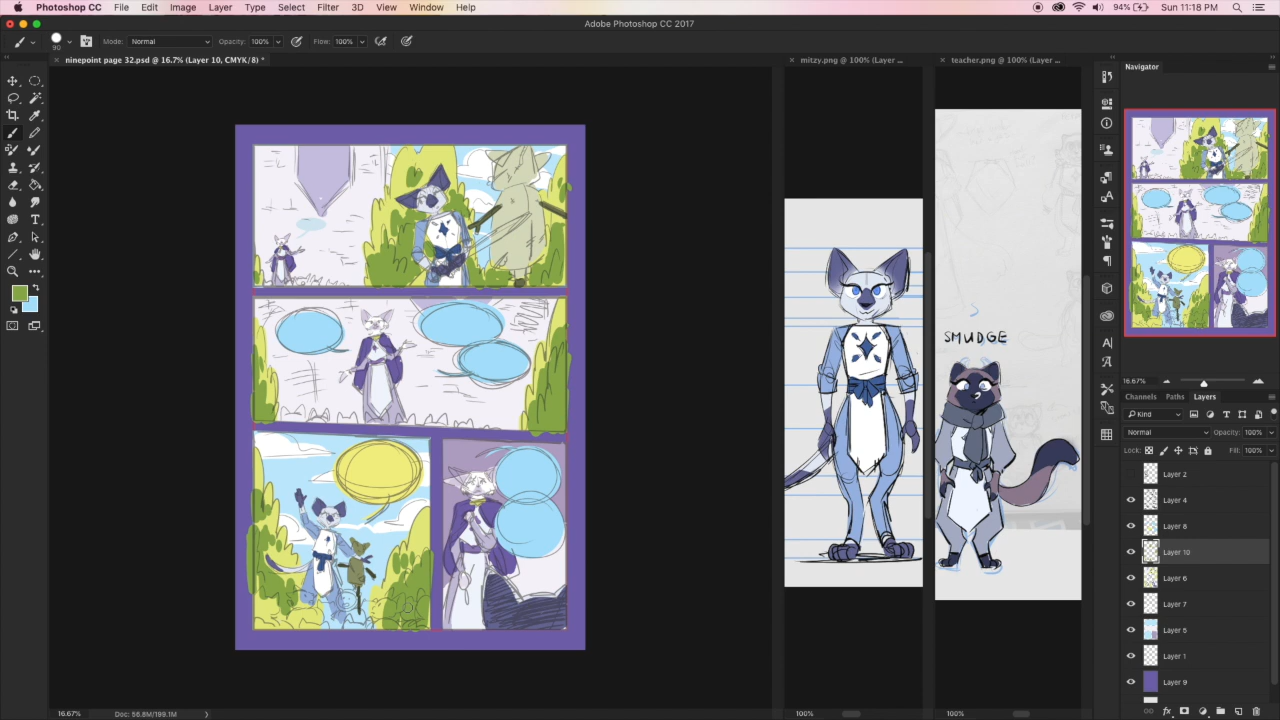 Photoshop CC File Edit Image Layer Type Select Filter 3D View Window Help 94% Sun 11:18 PM
Adobe Photoshop CC 2017
90 Mode: Normal Opacity: 100% Flow: 100%
× ninepoint page 32.psd @ 16.7% (Layer 10, CMYK/8) * × mitzy.png @ 100% (Layer ... × teacher.png @ 100% (Layer ... Navigator
SMUDGE
16.67%
Channels Paths Layers
Kind
Normal Opacity: 100%
Lock: Fill: 100%
Layer 2
Layer 4
Layer 8
Layer 10
Layer 6
Layer 7
Layer 5
Layer 1
Layer 9
16.67% Doc: 56.8M/199.1M 100% 100%